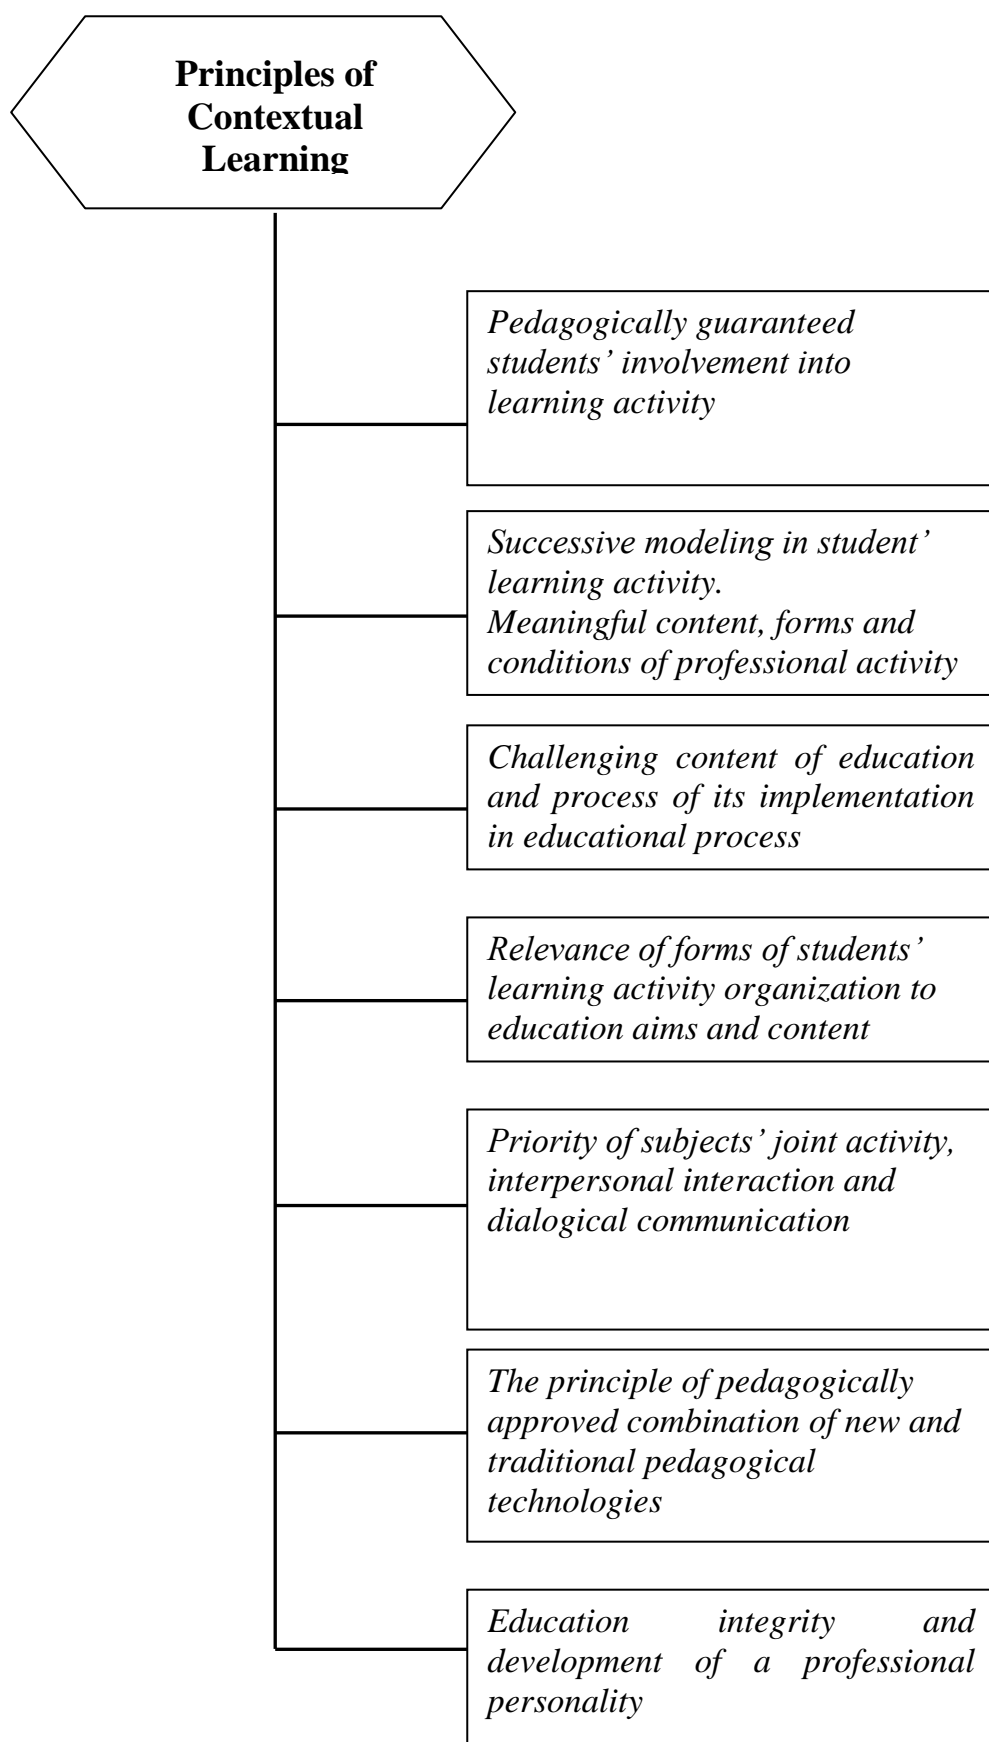 Principles of
Contextual
Learning
Pedagogically guaranteed
students’ involvement into
learning activity
Successive modeling in student’
learning activity.
Meaningful content, forms and
conditions of professional activity
Challenging content of education
and process of its implementation
in educational process
Relevance of forms of students’
learning activity organization to
education aims and content
Priority of subjects’ joint activity,
interpersonal interaction and
dialogical communication
The principle of pedagogically
approved combination of new and
traditional pedagogical
technologies
Education integrity and
development of a professional
personality